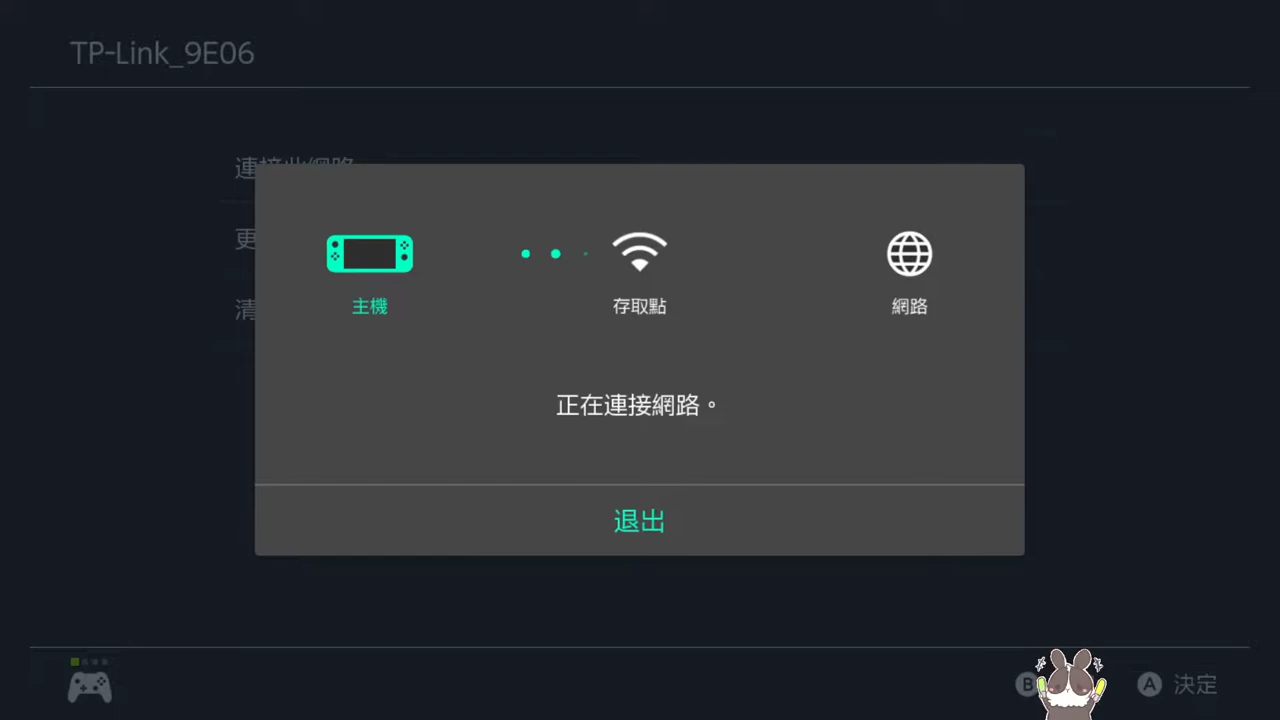 TP-Link_9E06
主機
存取點
網路
正在連接網路。
退出
B
A 決定